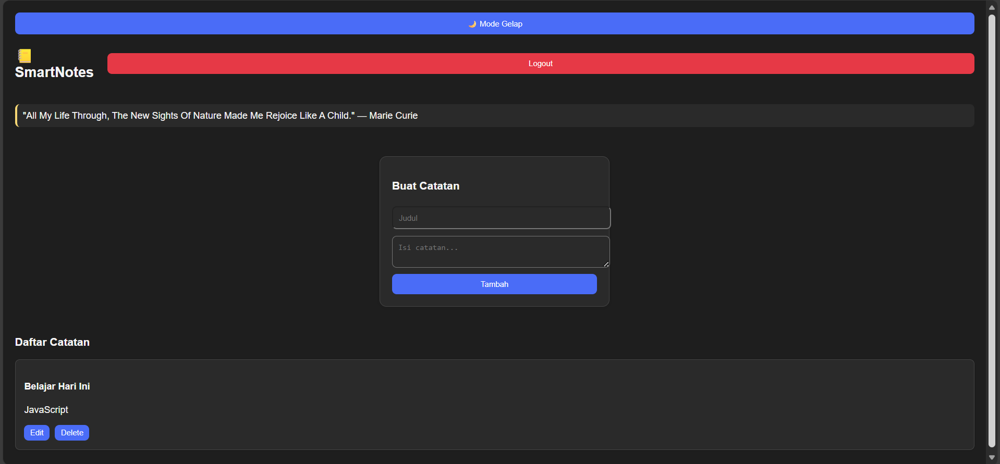 🌙 Mode Gelap
📒
SmartNotes
Logout
"All My Life Through, The New Sights Of Nature Made Me Rejoice Like A Child." — Marie Curie
Buat Catatan
Judul
Isi catatan...
Tambah
Daftar Catatan
Belajar Hari Ini
JavaScript
Edit
Delete